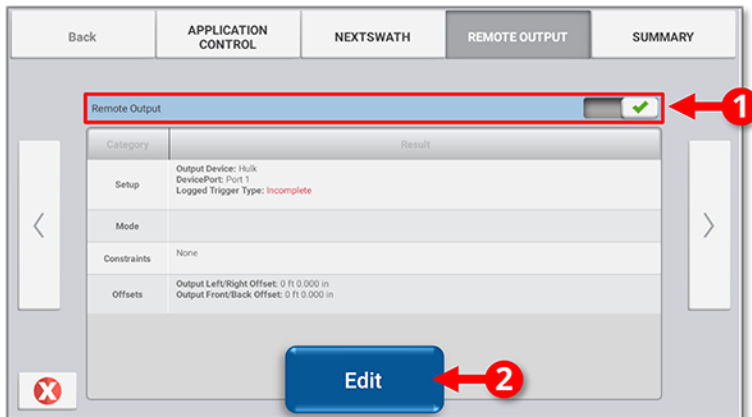 Back
APPLICATION
CONTROL
NEXTSWATH
REMOTE OUTPUT
SUMMARY
Remote Output
1
Category
Result
Setup
Output Device: Hulk
DevicePort: Port 1
Logged Trigger Type: Incomplete
Mode
Constraints
None
Offsets
Output Left/Right Offset: 0 ft 0.000 in
Output Front/Back Offset: 0 ft 0.000 in
Edit
2